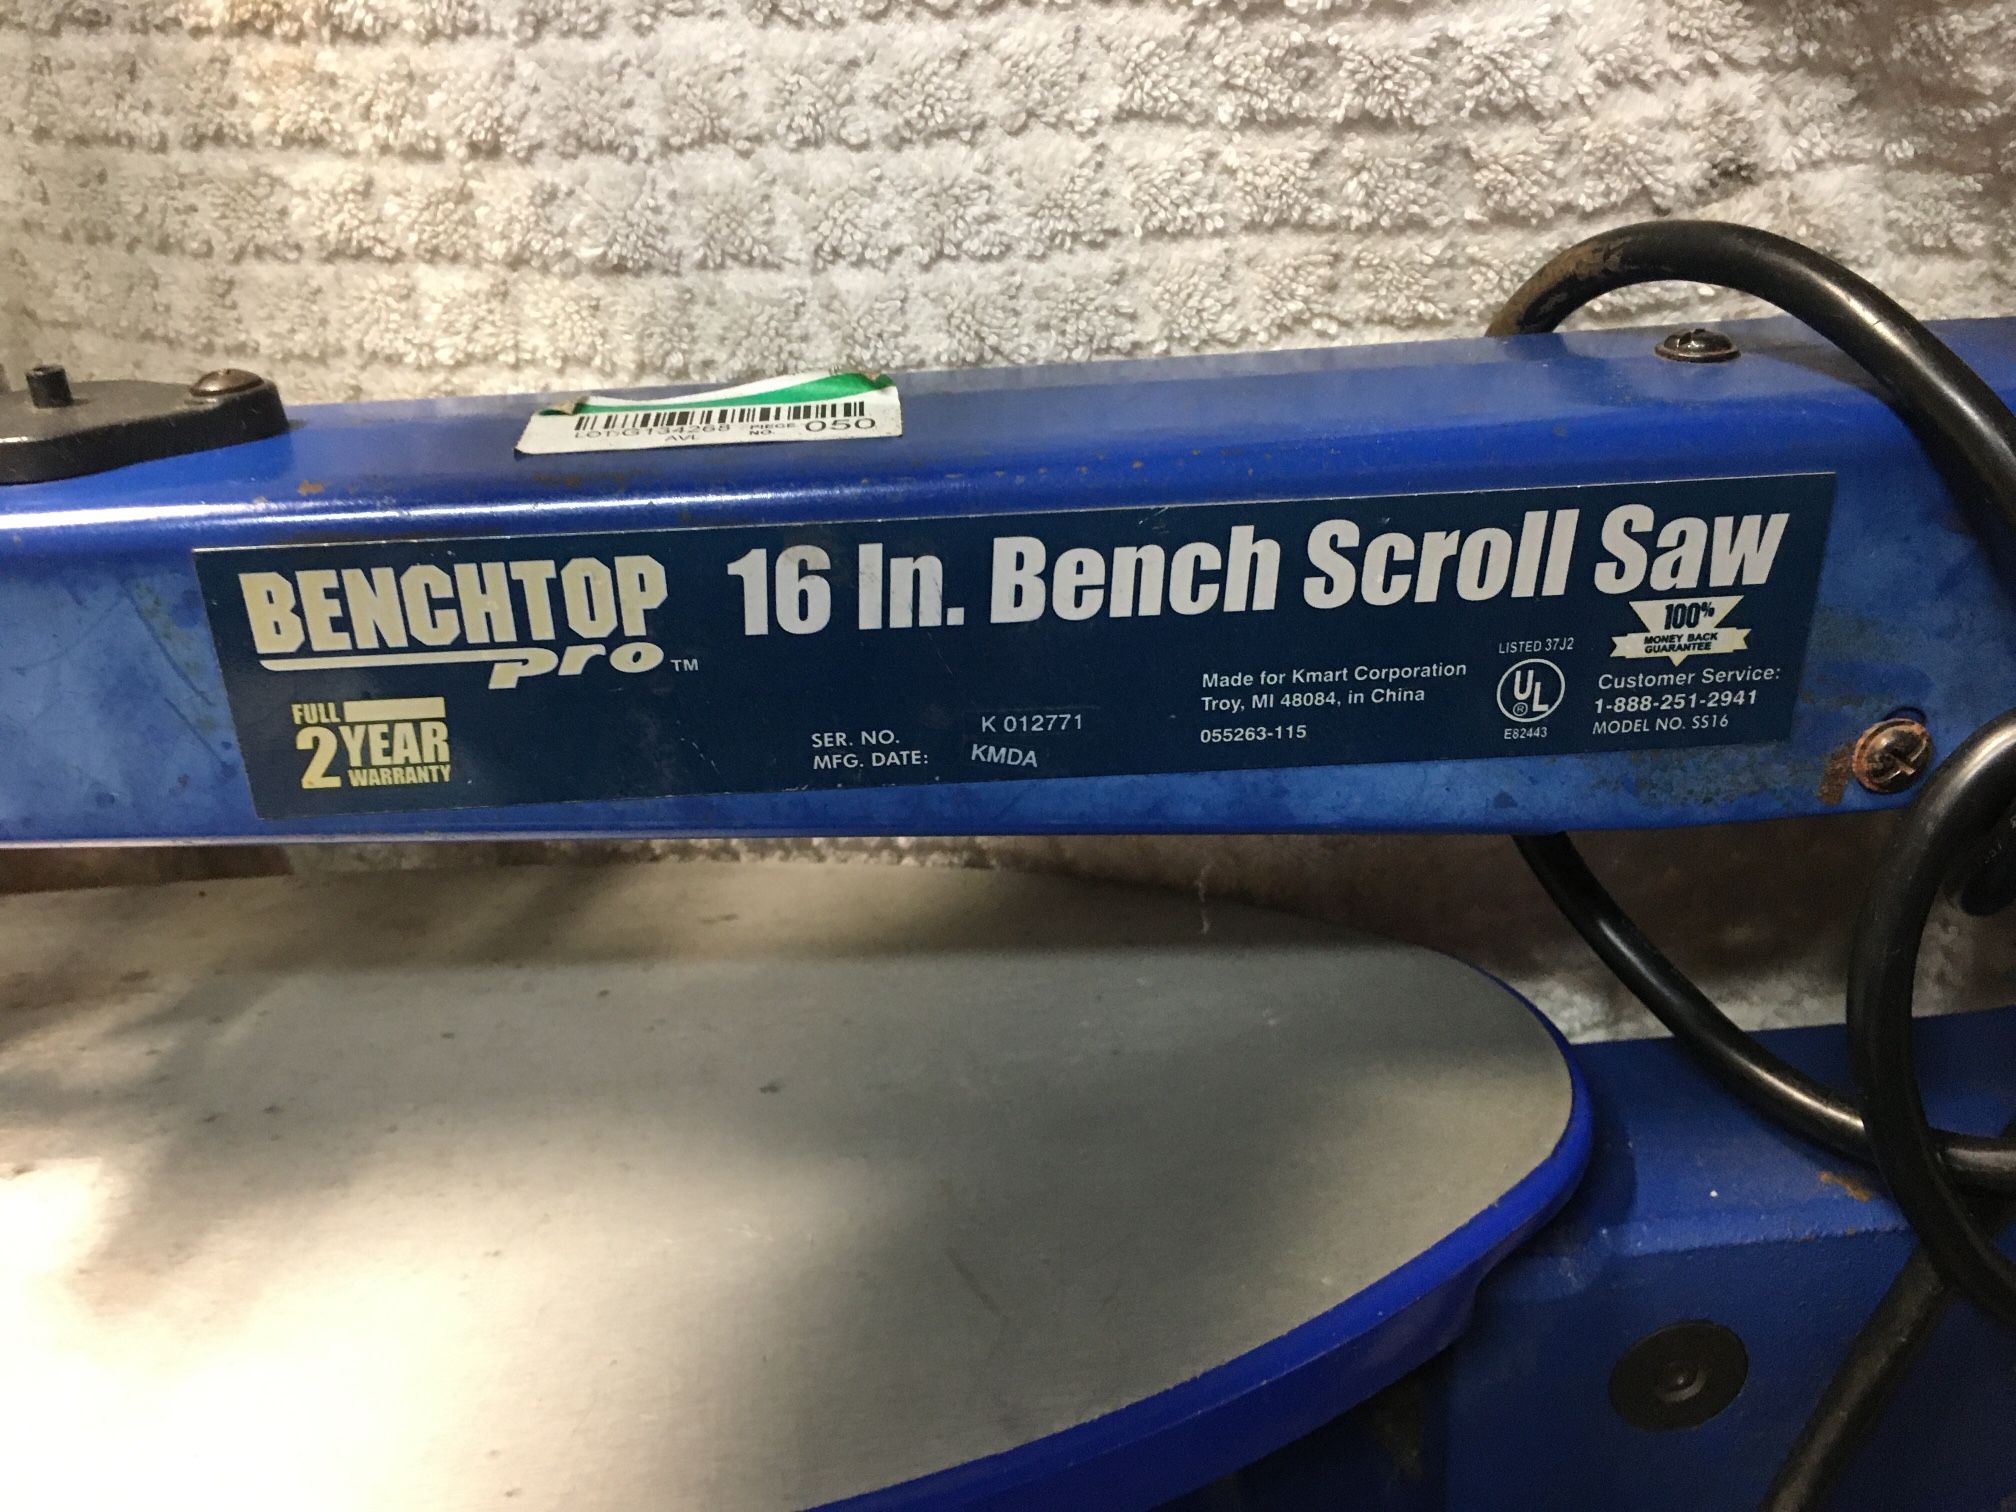 LOT:G134268 PIECE NO. 050
AVL
BENCHTOP
pro™
16 In. Bench Scroll Saw
FULL
2 YEAR
WARRANTY
SER. NO. K 012771
MFG. DATE: KMDA
Made for Kmart Corporation
Troy, MI 48084, in China
055263-115
LISTED 37J2
UL
®
E82443
100%
MONEY BACK
GUARANTEE
Customer Service:
1-888-251-2941
MODEL NO. SS16